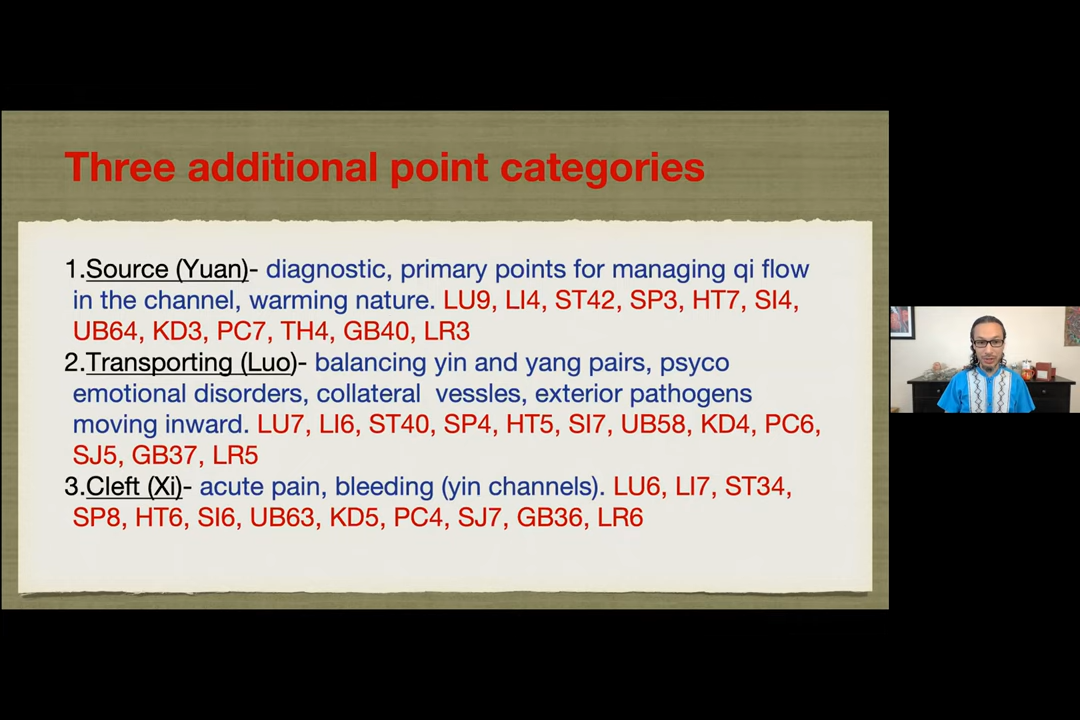 Three additional point categories
1.Source (Yuan)- diagnostic, primary points for managing qi flow
in the channel, warming nature. LU9, LI4, ST42, SP3, HT7, SI4,
UB64, KD3, PC7, TH4, GB40, LR3
2.Transporting (Luo)- balancing yin and yang pairs, psyco
emotional disorders, collateral vessles, exterior pathogens
moving inward. LU7, LI6, ST40, SP4, HT5, SI7, UB58, KD4, PC6,
SJ5, GB37, LR5
3.Cleft (Xi)- acute pain, bleeding (yin channels). LU6, LI7, ST34,
SP8, HT6, SI6, UB63, KD5, PC4, SJ7, GB36, LR6